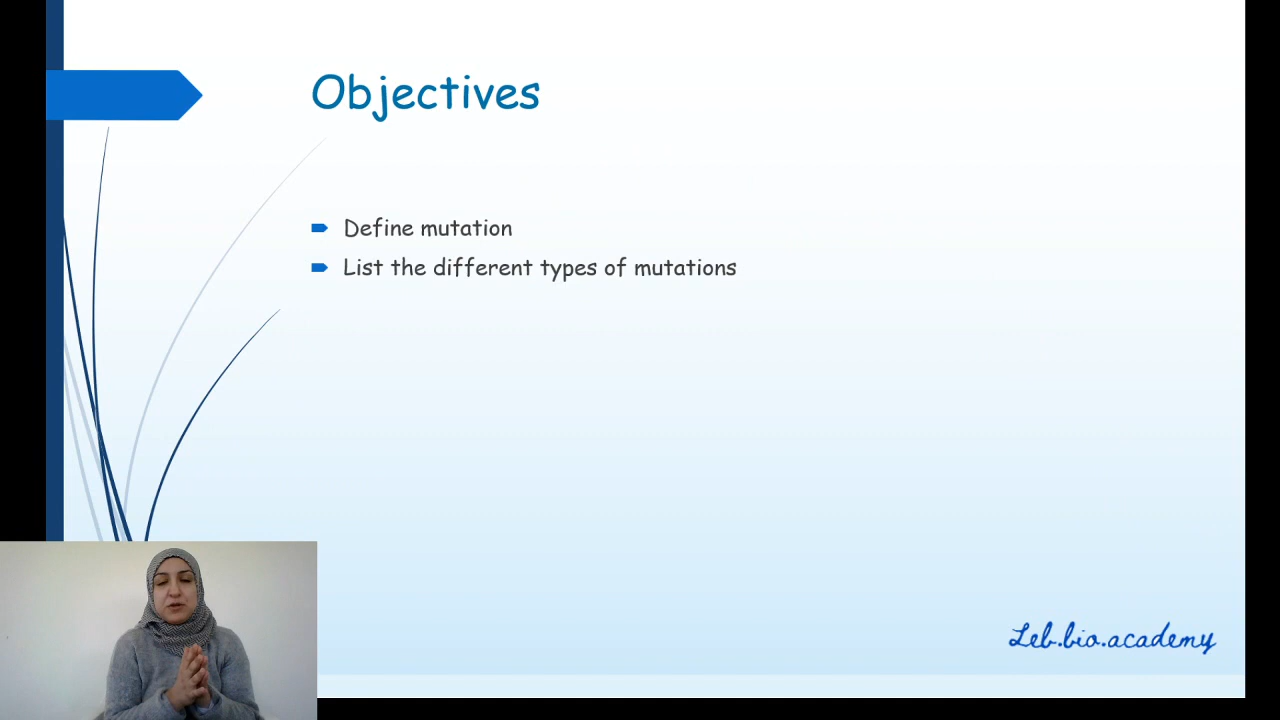 Objectives
Define mutation
List the different types of mutations
Leb.bio.academy